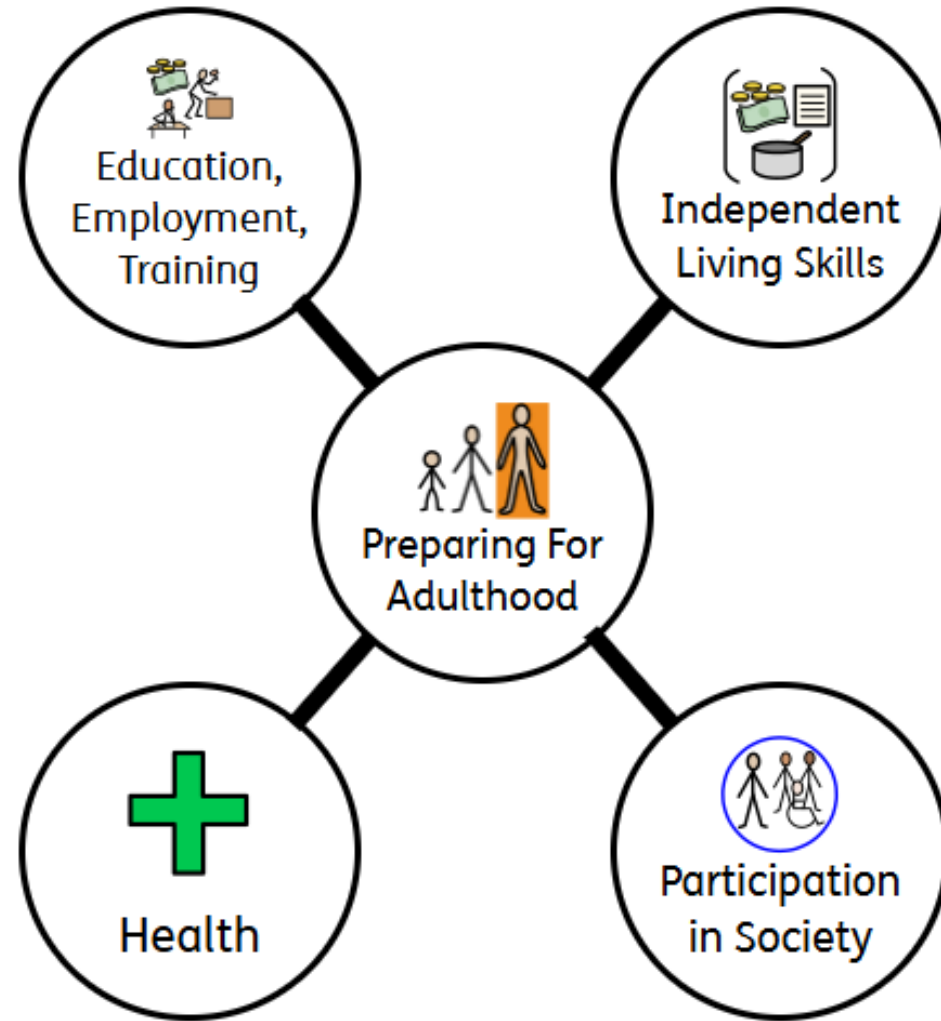 Education,
Employment,
Training
Independent
Living Skills
Preparing For
Adulthood
Health
Participation
in Society